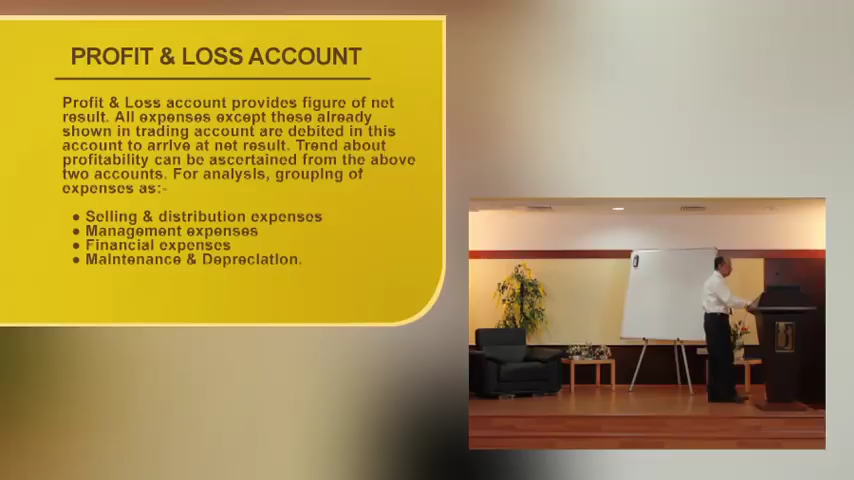 PROFIT & LOSS ACCOUNT
Profit & Loss account provides figure of net
result. All expenses except these already
shown in trading account are debited in this
account to arrive at net result. Trend about
profitability can be ascertained from the above
two accounts. For analysis, grouping of
expenses as:-
● Selling & distribution expenses
● Management expenses
● Financial expenses
● Maintenance & Depreciation.